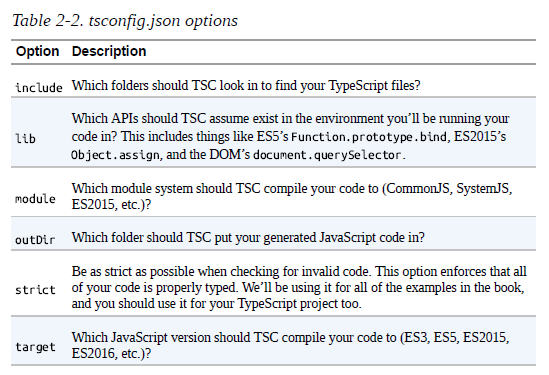 Table 2-2. tsconfig.json options
Option Description
include Which folders should TSC look in to find your TypeScript files?
Which APIs should TSC assume exist in the environment you’ll be running your
lib code in? This includes things like ES5’s Function.prototype.bind, ES2015’s
Object.assign, and the DOM’s document.querySelector.
module Which module system should TSC compile your code to (CommonJS, SystemJS,
ES2015, etc.)?
outDir Which folder should TSC put your generated JavaScript code in?
Be as strict as possible when checking for invalid code. This option enforces that all
strict of your code is properly typed. We’ll be using it for all of the examples in the book,
and you should use it for your TypeScript project too.
target Which JavaScript version should TSC compile your code to (ES3, ES5, ES2015,
ES2016, etc.)?